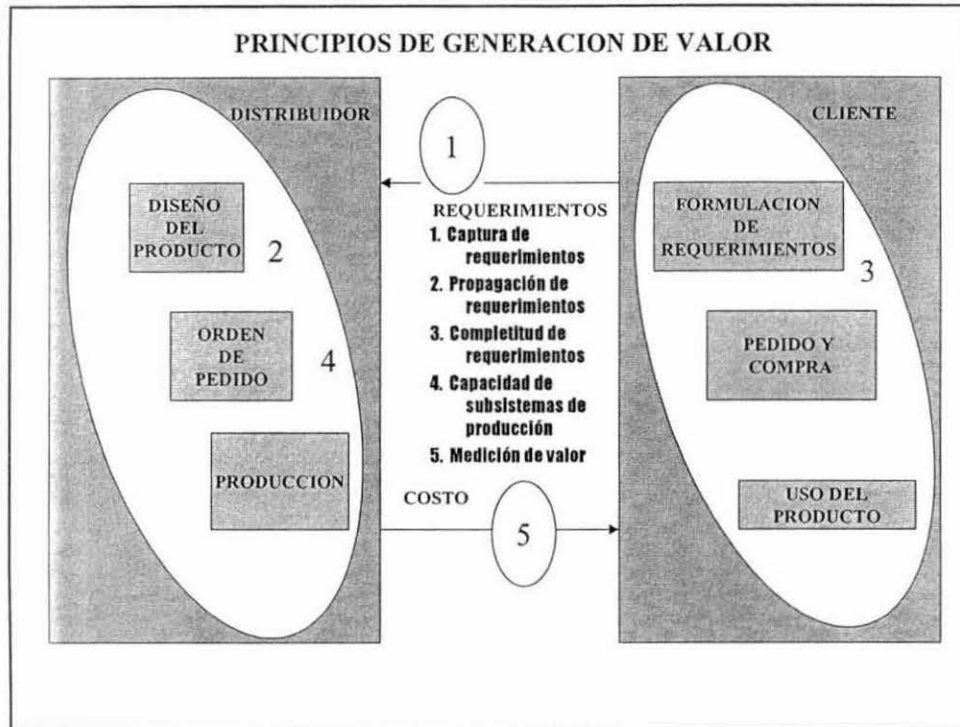 PRINCIPIOS DE GENERACION DE VALOR
DISTRIBUIDOR
DISEÑO
DEL
PRODUCTO
2
ORDEN
DE
PEDIDO
4
PRODUCCION
1
REQUERIMIENTOS
1. Captura de
requerimientos
2. Propagación de
requerimientos
3. Completitud de
requerimientos
4. Capacidad de
subsistemas de
producción
5. Medición de valor
COSTO
5
CLIENTE
FORMULACION
DE
REQUERIMIENTOS
3
PEDIDO Y
COMPRA
USO DEL
PRODUCTO